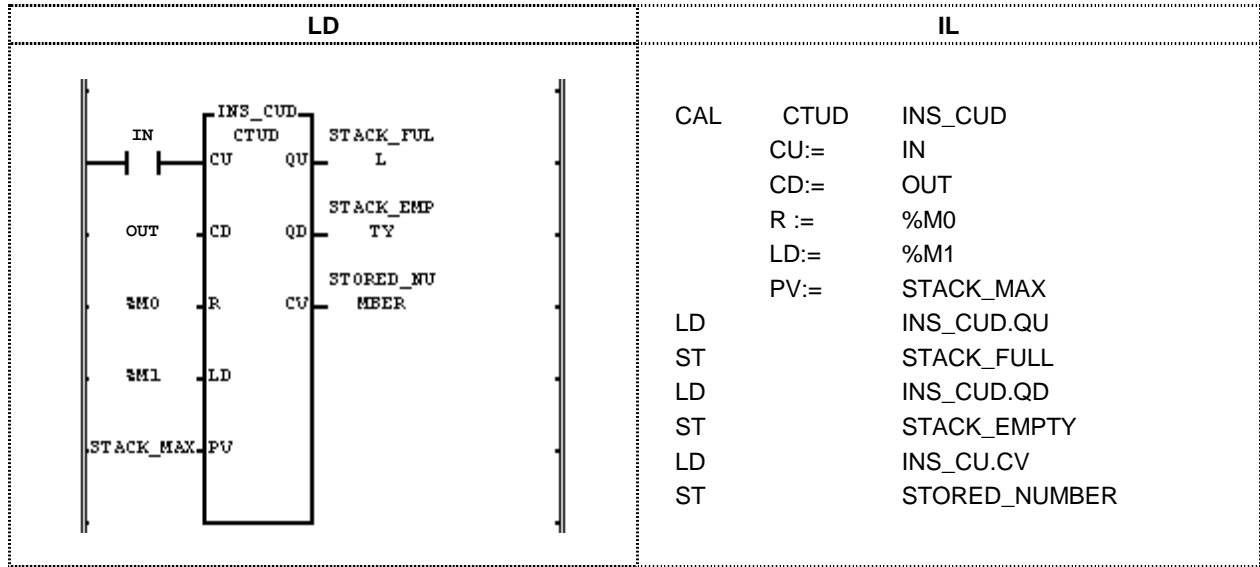 LD
IL
INS_CUD
IN CTUD STACK_FUL
CU QU L
STACK_EMP
OUT CD QD TY
STORED_NU
%M0 R CV MBER
%M1 LD
STACK_MAX PV
CAL CTUD INS_CUD
CU:= IN
CD:= OUT
R := %M0
LD:= %M1
PV:= STACK_MAX
LD INS_CUD.QU
ST STACK_FULL
LD INS_CUD.QD
ST STACK_EMPTY
LD INS_CU.CV
ST STORED_NUMBER